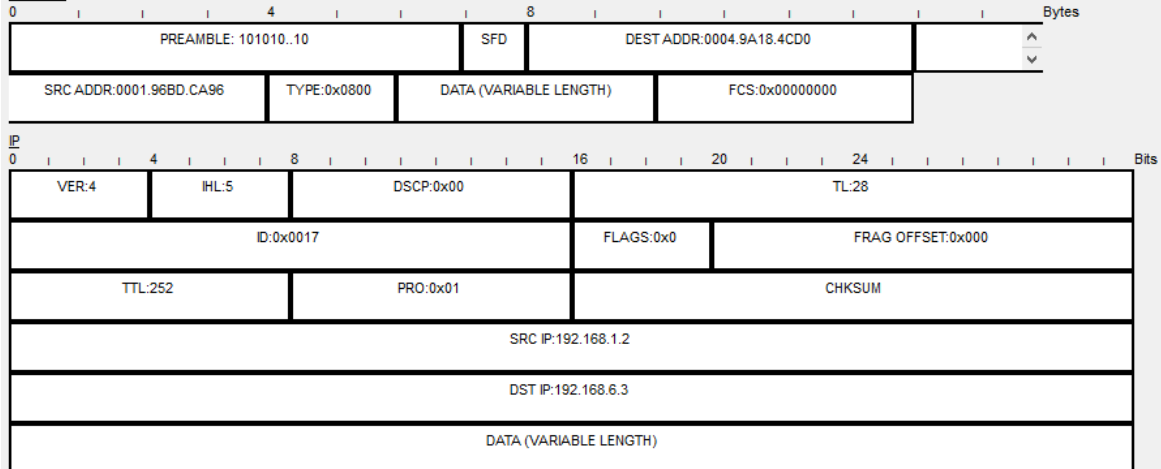 0 4 8 Bytes
PREAMBLE: 101010..10 SFD DEST ADDR:0004.9A18.4CD0
SRC ADDR:0001.96BD.CA96 TYPE:0x0800 DATA (VARIABLE LENGTH) FCS:0x00000000
IP
0 4 8 16 20 24 Bits
VER:4 IHL:5 DSCP:0x00 TL:28
ID:0x0017 FLAGS:0x0 FRAG OFFSET:0x000
TTL:252 PRO:0x01 CHKSUM
SRC IP:192.168.1.2
DST IP:192.168.6.3
DATA (VARIABLE LENGTH)